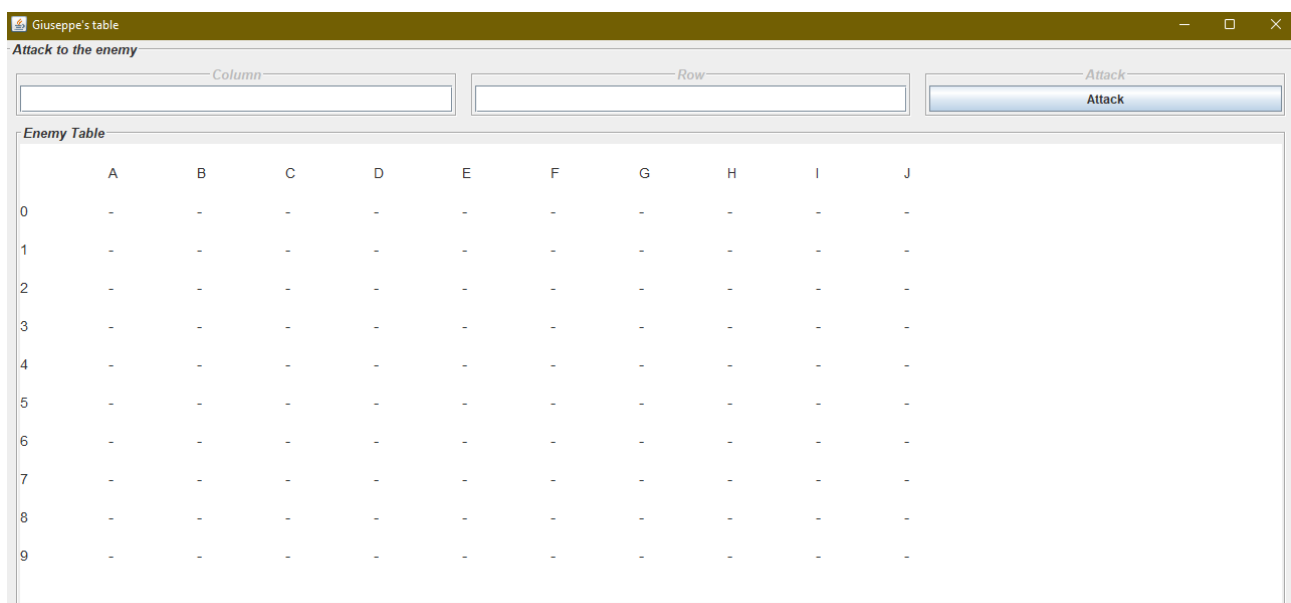 Giuseppe's table
Attack to the enemy
Column Row Attack
Attack
Enemy Table
A B C D E F G H I J
0 - - - - - - - - - -
1 - - - - - - - - - -
2 - - - - - - - - - -
3 - - - - - - - - - -
4 - - - - - - - - - -
5 - - - - - - - - - -
6 - - - - - - - - - -
7 - - - - - - - - - -
8 - - - - - - - - - -
9 - - - - - - - - - -